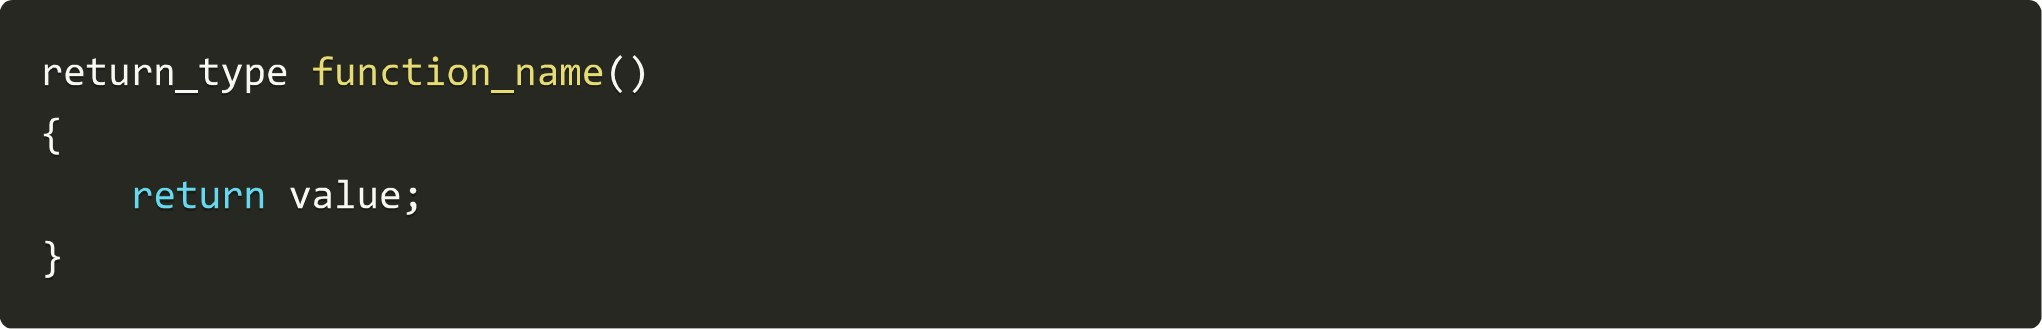 return_type function_name()
{
    return value;
}